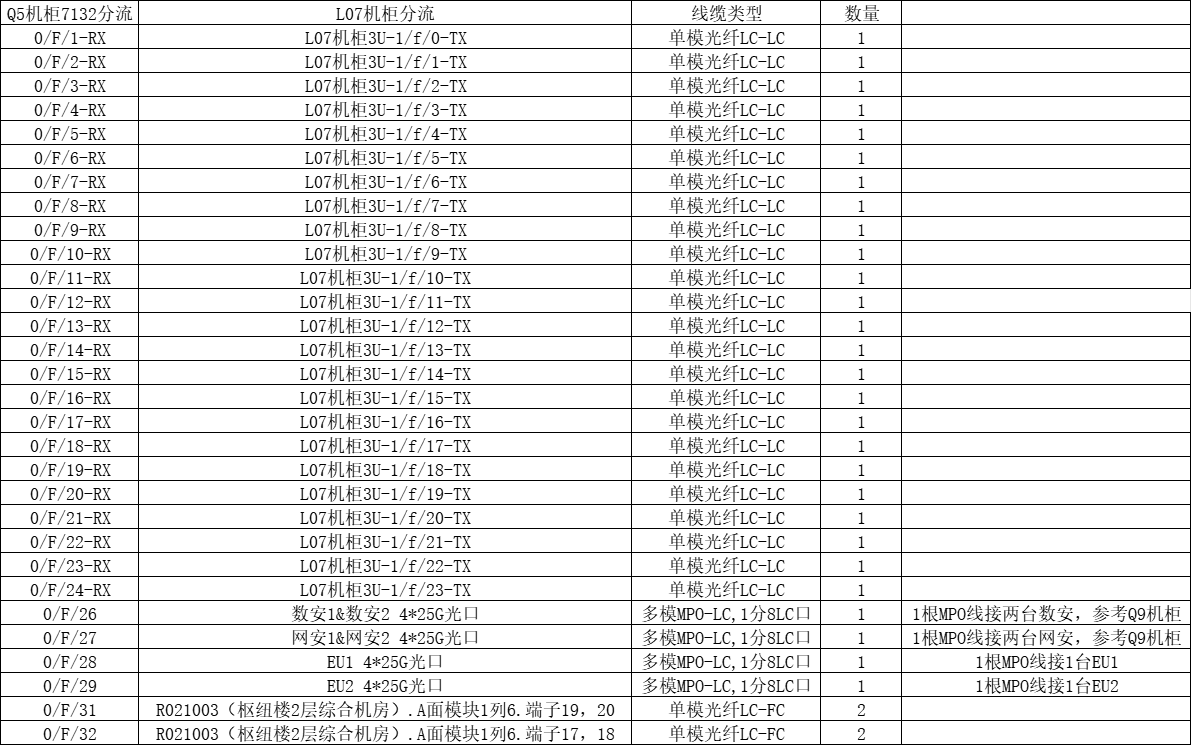 Q5机柜7132分流 L07机柜分流 线缆类型 数量
0/F/1-RX L07机柜3U-1/f/0-TX 单模光纤LC-LC 1
0/F/2-RX L07机柜3U-1/f/1-TX 单模光纤LC-LC 1
0/F/3-RX L07机柜3U-1/f/2-TX 单模光纤LC-LC 1
0/F/4-RX L07机柜3U-1/f/3-TX 单模光纤LC-LC 1
0/F/5-RX L07机柜3U-1/f/4-TX 单模光纤LC-LC 1
0/F/6-RX L07机柜3U-1/f/5-TX 单模光纤LC-LC 1
0/F/7-RX L07机柜3U-1/f/6-TX 单模光纤LC-LC 1
0/F/8-RX L07机柜3U-1/f/7-TX 单模光纤LC-LC 1
0/F/9-RX L07机柜3U-1/f/8-TX 单模光纤LC-LC 1
0/F/10-RX L07机柜3U-1/f/9-TX 单模光纤LC-LC 1
0/F/11-RX L07机柜3U-1/f/10-TX 单模光纤LC-LC 1
0/F/12-RX L07机柜3U-1/f/11-TX 单模光纤LC-LC 1
0/F/13-RX L07机柜3U-1/f/12-TX 单模光纤LC-LC 1
0/F/14-RX L07机柜3U-1/f/13-TX 单模光纤LC-LC 1
0/F/15-RX L07机柜3U-1/f/14-TX 单模光纤LC-LC 1
0/F/16-RX L07机柜3U-1/f/15-TX 单模光纤LC-LC 1
0/F/17-RX L07机柜3U-1/f/16-TX 单模光纤LC-LC 1
0/F/18-RX L07机柜3U-1/f/17-TX 单模光纤LC-LC 1
0/F/19-RX L07机柜3U-1/f/18-TX 单模光纤LC-LC 1
0/F/20-RX L07机柜3U-1/f/19-TX 单模光纤LC-LC 1
0/F/21-RX L07机柜3U-1/f/20-TX 单模光纤LC-LC 1
0/F/22-RX L07机柜3U-1/f/21-TX 单模光纤LC-LC 1
0/F/23-RX L07机柜3U-1/f/22-TX 单模光纤LC-LC 1
0/F/24-RX L07机柜3U-1/f/23-TX 单模光纤LC-LC 1
0/F/26 数安1&数安2 4*25G光口 多模MPO-LC,1分8LC口 1 1根MPO线接两台数安，参考Q9机柜
0/F/27 网安1&网安2 4*25G光口 多模MPO-LC,1分8LC口 1 1根MPO线接两台网安，参考Q9机柜
0/F/28 EU1 4*25G光口 多模MPO-LC,1分8LC口 1 1根MPO线接1台EU1
0/F/29 EU2 4*25G光口 多模MPO-LC,1分8LC口 1 1根MPO线接1台EU2
0/F/31 R021003（枢纽楼2层综合机房）.A面模块1列6.端子19，20 单模光纤LC-FC 2
0/F/32 R021003（枢纽楼2层综合机房）.A面模块1列6.端子17，18 单模光纤LC-FC 2